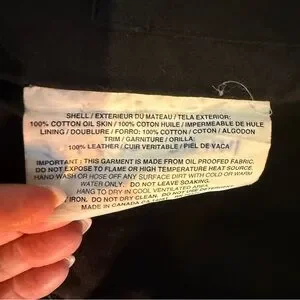 SHELL / EXTERIEUR DU MATEAU / TELA EXTERIOR:
100% COTTON OIL SKIN / 100% COTON HUILE / IMPERMEABLE DE HULE
LINING / DOUBLURE / FORRO: 100% COTTON / COTON / ALGODON
TRIM / GARNITURE / ORILLA:
100% LEATHER / CUIR VERITABLE / PIEL DE VACA
IMPORTANT: THIS GARMENT IS MADE FROM OIL PROOFED FABRIC.
DO NOT EXPOSE TO FLAME OR HIGH TEMPERATURE HEAT SOURCE.
HAND WASH OR HOSE OFF ANY SURFACE DIRT WITH COLD OR WARM
WATER ONLY. DO NOT LEAVE SOAKING.
HANG TO DRY IN COOL VENTILATED AREA.
IRON. DO NOT DRY CLEAN. DO NOT USE DETERGENT.
MADE IN CANADA